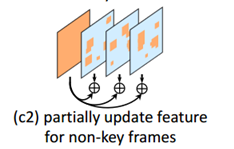 (c2) partially update feature
for non-key frames